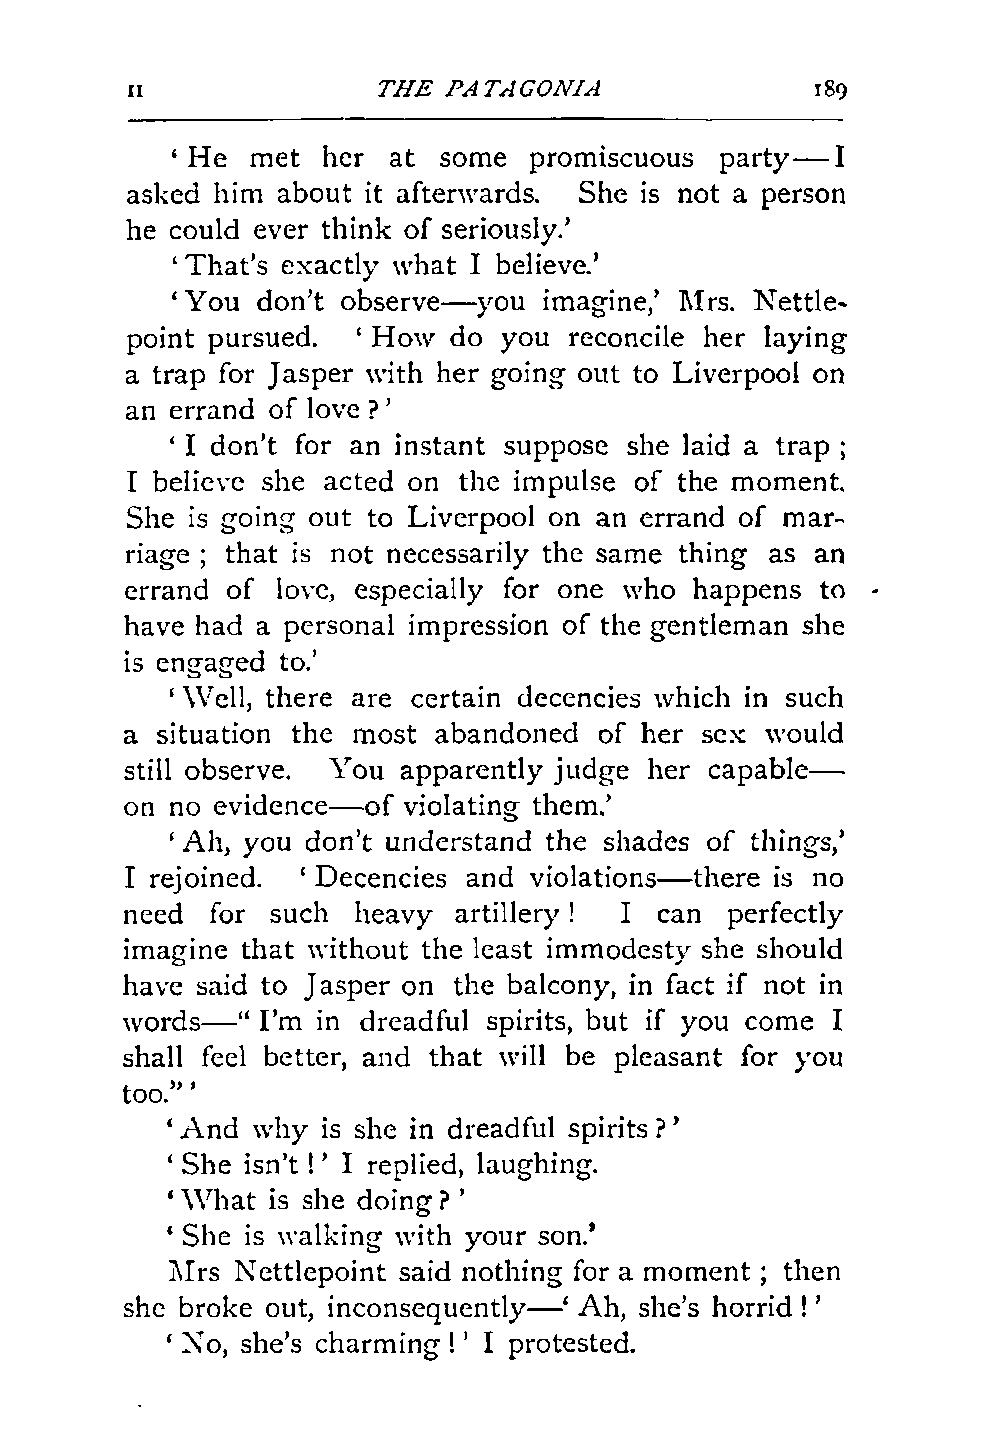 II THE PATAGONIA 189
‘ He met her at some promiscuous party—I
asked him about it afterwards. She is not a person
he could ever think of seriously.’
‘ That's exactly what I believe.’
‘ You don't observe—you imagine,’ Mrs. Nettle-
point pursued. ‘ How do you reconcile her laying
a trap for Jasper with her going out to Liverpool on
an errand of love ? ’
‘ I don't for an instant suppose she laid a trap ;
I believe she acted on the impulse of the moment.
She is going out to Liverpool on an errand of mar-
riage ; that is not necessarily the same thing as an
errand of love, especially for one who happens to
have had a personal impression of the gentleman she
is engaged to.’
‘ Well, there are certain decencies which in such
a situation the most abandoned of her sex would
still observe. You apparently judge her capable—
on no evidence—of violating them.’
‘ Ah, you don't understand the shades of things,’
I rejoined. ‘ Decencies and violations—there is no
need for such heavy artillery ! I can perfectly
imagine that without the least immodesty she should
have said to Jasper on the balcony, in fact if not in
words—“ I'm in dreadful spirits, but if you come I
shall feel better, and that will be pleasant for you
too.” ’
‘ And why is she in dreadful spirits ? ’
‘ She isn't ! ’ I replied, laughing.
‘ What is she doing ? ’
‘ She is walking with your son.’
Mrs Nettlepoint said nothing for a moment ; then
she broke out, inconsequently—‘ Ah, she's horrid ! ’
‘ No, she's charming ! ’ I protested.